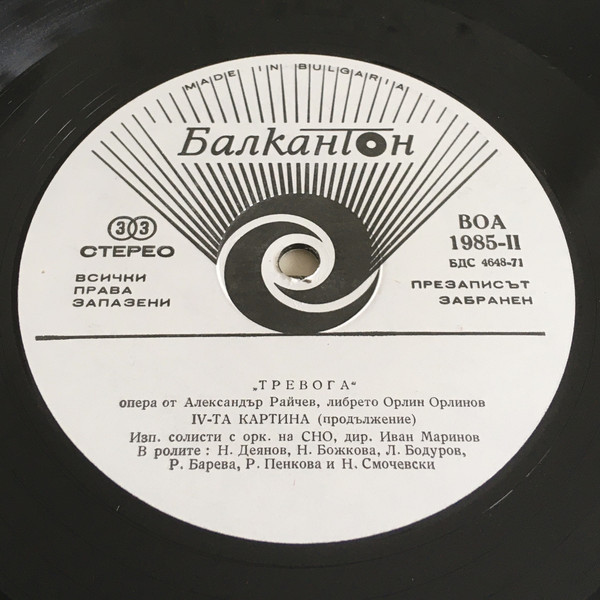 MADE IN BULGARIA
Балкантон
33
СТЕРЕО
ВСИЧКИ
ПРАВА
ЗАПАЗЕНИ
ВОА
1985-II
БДС 4648-71
ПРЕЗАПИСЪТ
ЗАБРАНЕН
„ТРЕВОГА“
опера от Александър Райчев, либрето Орлин Орлинов
IV-ТА КАРТИНА (продължение)
Изп. солисти с орк. на СНО, дир. Иван Маринов
В ролите : Н. Деянов, Н. Божкова, Л. Бодуров,
Р. Барева, Р. Пенкова и Н. Смочевски